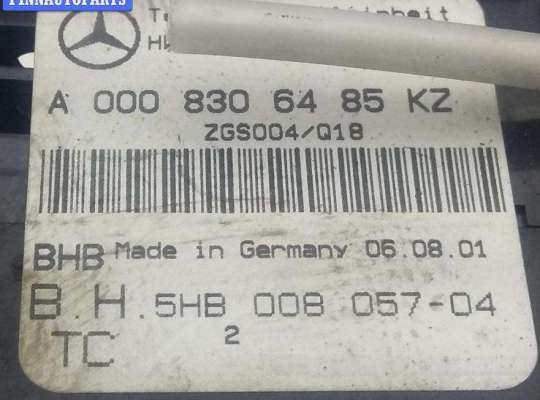 FINNAUTOPARTS
A 000 830 64 85 KZ
ZGS004/Q18
BHB Made in Germany 06.08.01
B.H. 5HB 008 057-04
TC 2